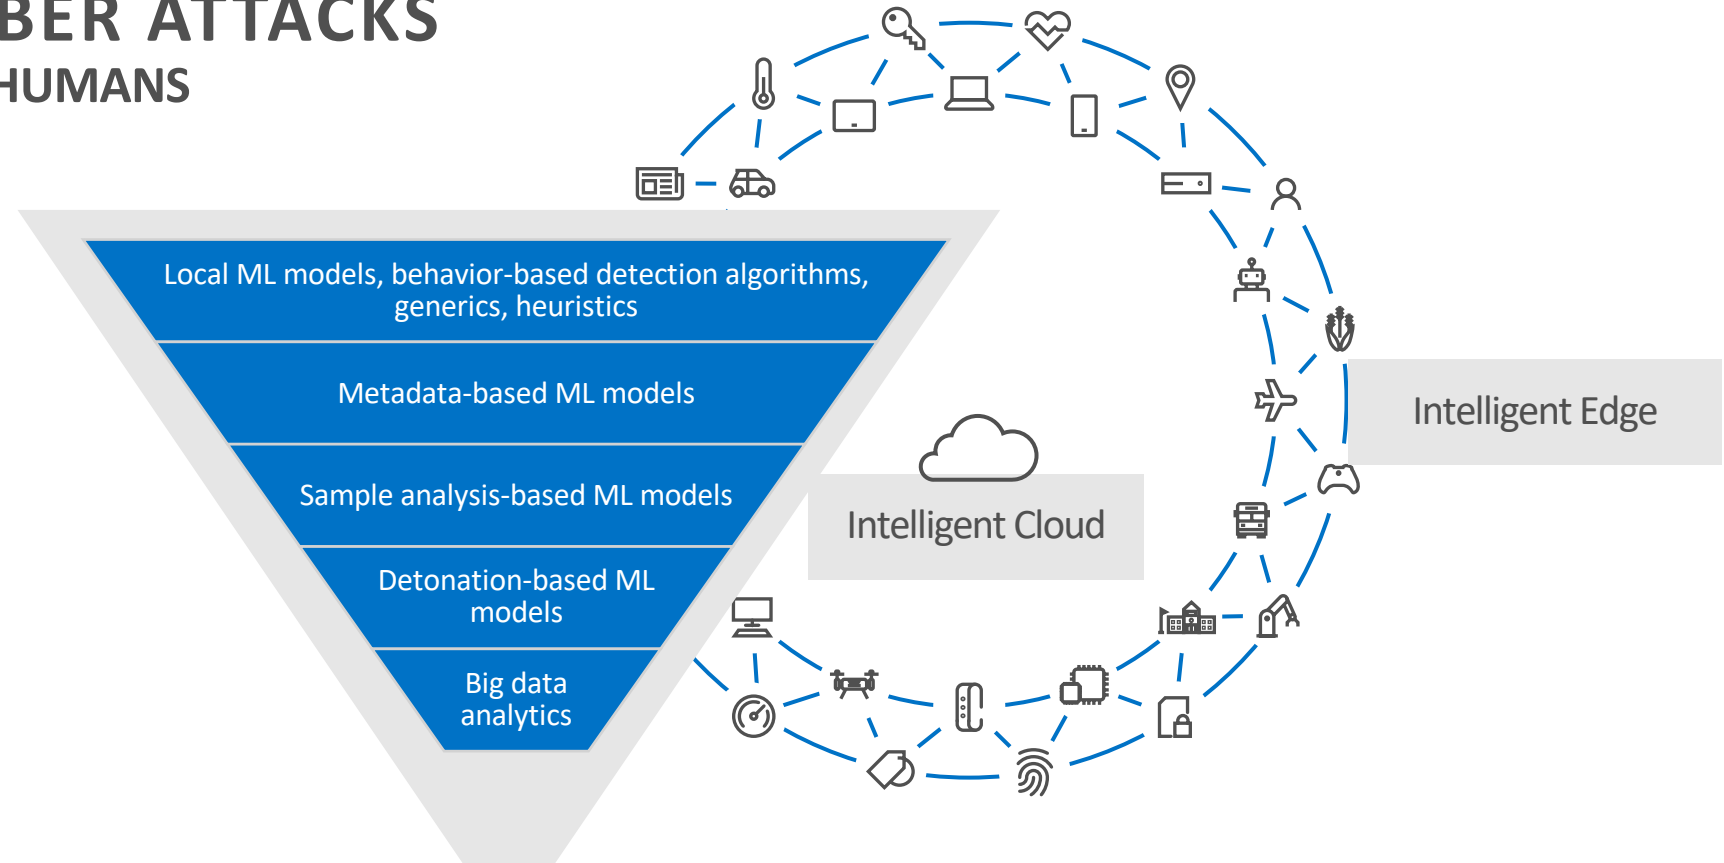 BER ATTACKS
HUMANS
Local ML models, behavior-based detection algorithms,
generics, heuristics
Metadata-based ML models
Sample analysis-based ML models
Detonation-based ML
models
Big data
analytics
Intelligent Cloud
Intelligent Edge